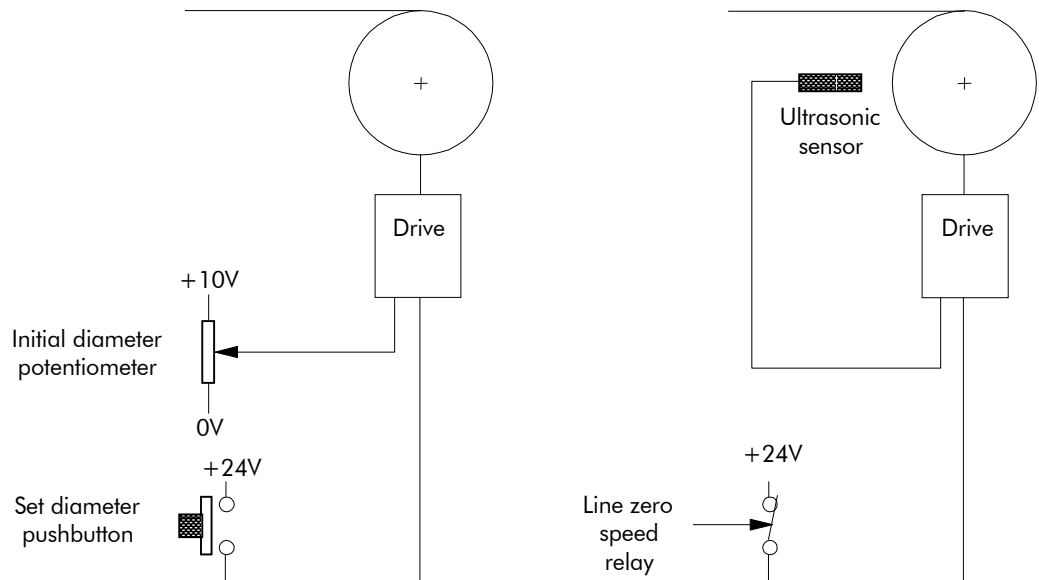 Drive
+10V
Initial diameter
potentiometer
0V
+24V
Set diameter
pushbutton
Ultrasonic
sensor
Drive
+24V
Line zero
speed
relay